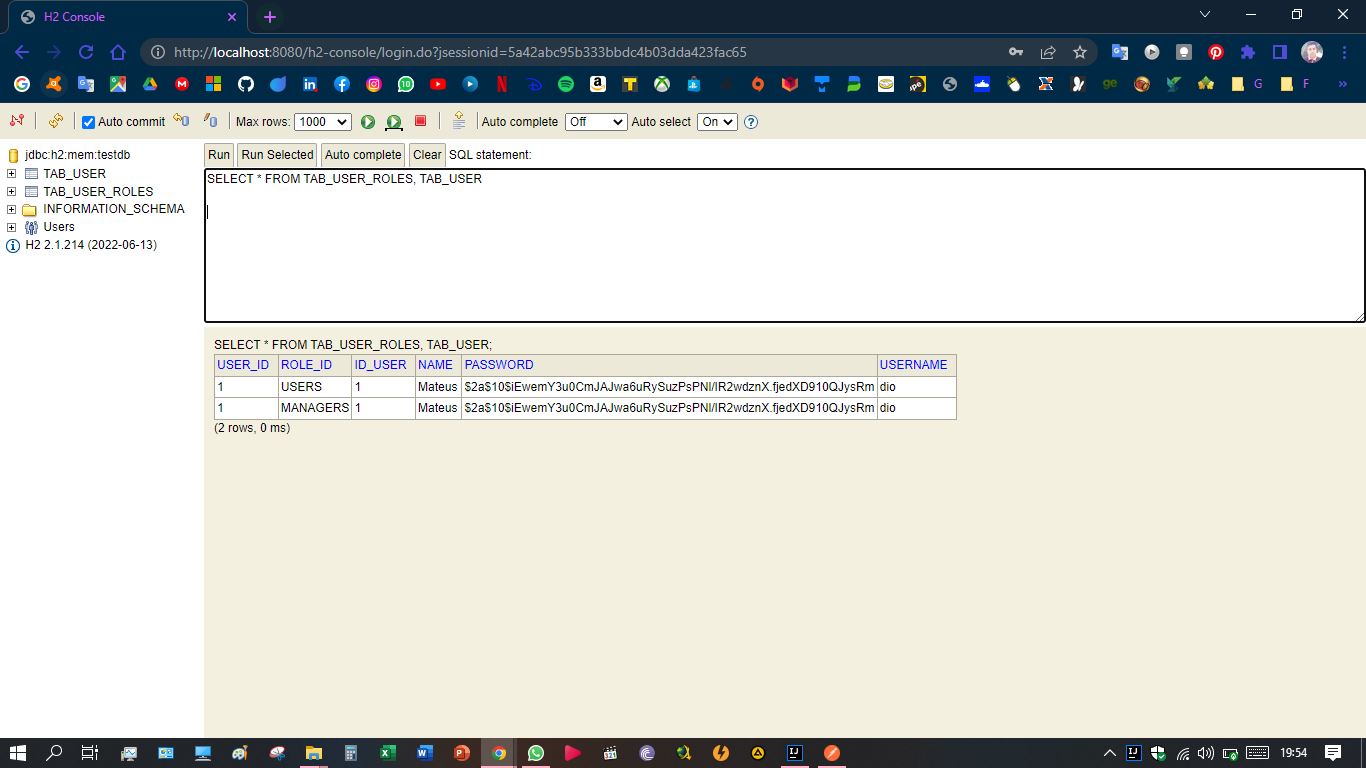 H2 Console
http://localhost:8080/h2-console/login.do?jsessionid=5a42abc95b333bbdc4b03dda423fac65
G F »
Auto commit Max rows: 1000 Auto complete Off Auto select On
jdbc:h2:mem:testdb
TAB_USER
TAB_USER_ROLES
INFORMATION_SCHEMA
Users
H2 2.1.214 (2022-06-13)
Run Run Selected Auto complete Clear SQL statement:
SELECT * FROM TAB_USER_ROLES, TAB_USER
SELECT * FROM TAB_USER_ROLES, TAB_USER;
USER_ID ROLE_ID ID_USER NAME PASSWORD USERNAME
1 USERS 1 Mateus $2a$10$iEwemY3u0CmJAJwa6uRySuzPsPNI/IR2wdznX.fjedXD910QJysRm dio
1 MANAGERS 1 Mateus $2a$10$iEwemY3u0CmJAJwa6uRySuzPsPNI/IR2wdznX.fjedXD910QJysRm dio
(2 rows, 0 ms)
19:54